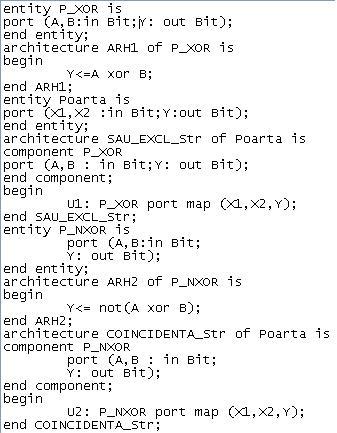 entity P_XOR is
port (A,B:in Bit;Y: out Bit);
end entity;
architecture ARH1 of P_XOR is
begin
Y<=A xor B;
end ARH1;
entity Poarta is
port (X1,X2 :in Bit;Y:out Bit);
end entity;
architecture SAU_EXCL_Str of Poarta is
component P_XOR
port (A,B : in Bit;Y: out Bit);
end component;
begin
U1: P_XOR port map (X1,X2,Y);
end SAU_EXCL_Str;
entity P_NXOR is
port (A,B:in Bit;
Y: out Bit);
end entity;
architecture ARH2 of P_NXOR is
begin
Y<= not(A xor B);
end ARH2;
architecture COINCIDENTA_Str of Poarta is
component P_NXOR
port (A,B : in Bit;
Y: out Bit);
end component;
begin
U2: P_NXOR port map (X1,X2,Y);
end COINCIDENTA_Str;